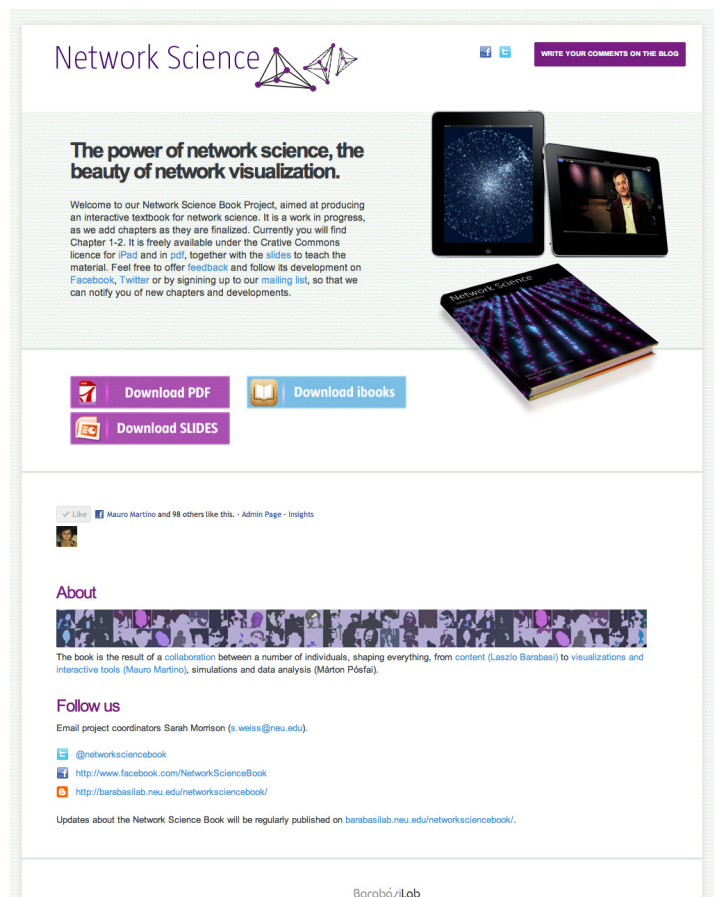 Network Science
WRITE YOUR COMMENTS ON THE BLOG
The power of network science, the
beauty of network visualization.
Welcome to our Network Science Book Project, aimed at producing
an interactive textbook for network science. It is a work in progress,
as we add chapters as they are finalized. Currently you will find
Chapter 1-2. It is freely available under the Crative Commons
licence for iPad and in pdf, together with the slides to teach the
material. Feel free to offer feedback and follow its development on
Facebook, Twitter or by signining up to our mailing list, so that we
can notify you of new chapters and developments.
Network Science
Download PDF
Download ibooks
Download SLIDES
Like
Mauro Martino and 98 others like this. · Admin Page · Insights
About
The book is the result of a collaboration between a number of individuals, shaping everything, from content (Laszlo Barabasi) to visualizations and
interactive tools (Mauro Martino), simulations and data analysis (Márton Pósfai).
Follow us
Email project coordinators Sarah Morrison (s.weiss@neu.edu).
@networksciencebook
http://www.facebook.com/NetworkScienceBook
http://barabasilab.neu.edu/networksciencebook/
Updates about the Network Science Book will be regularly published on barabasilab.neu.edu/networksciencebook/.
BarabásiLab